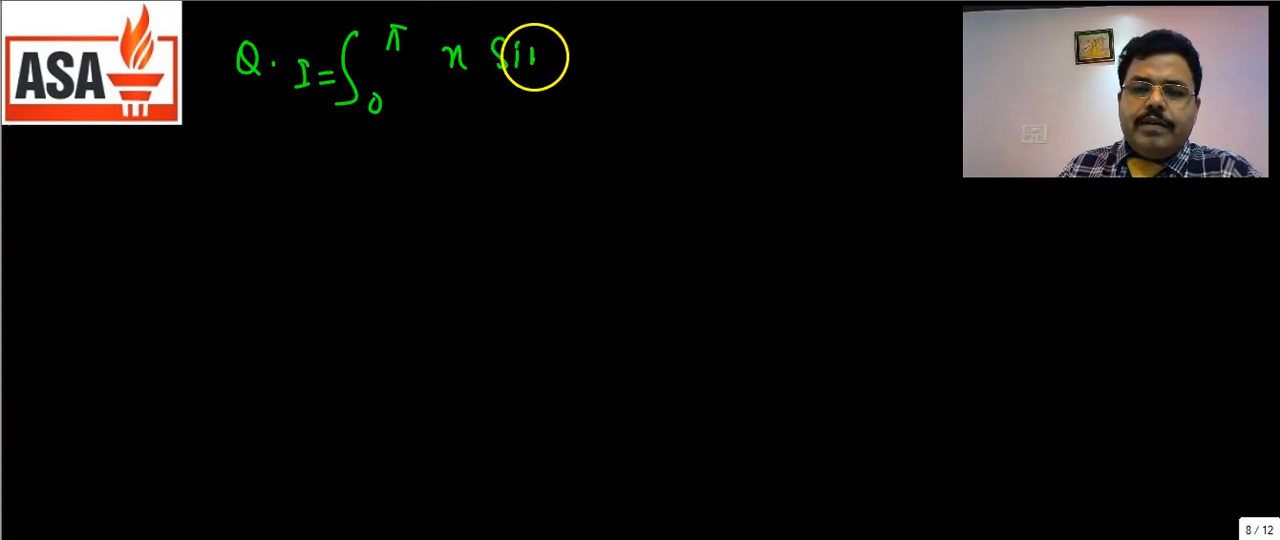 ASA
Q. I = ∫₀^π x Sin
8 / 12